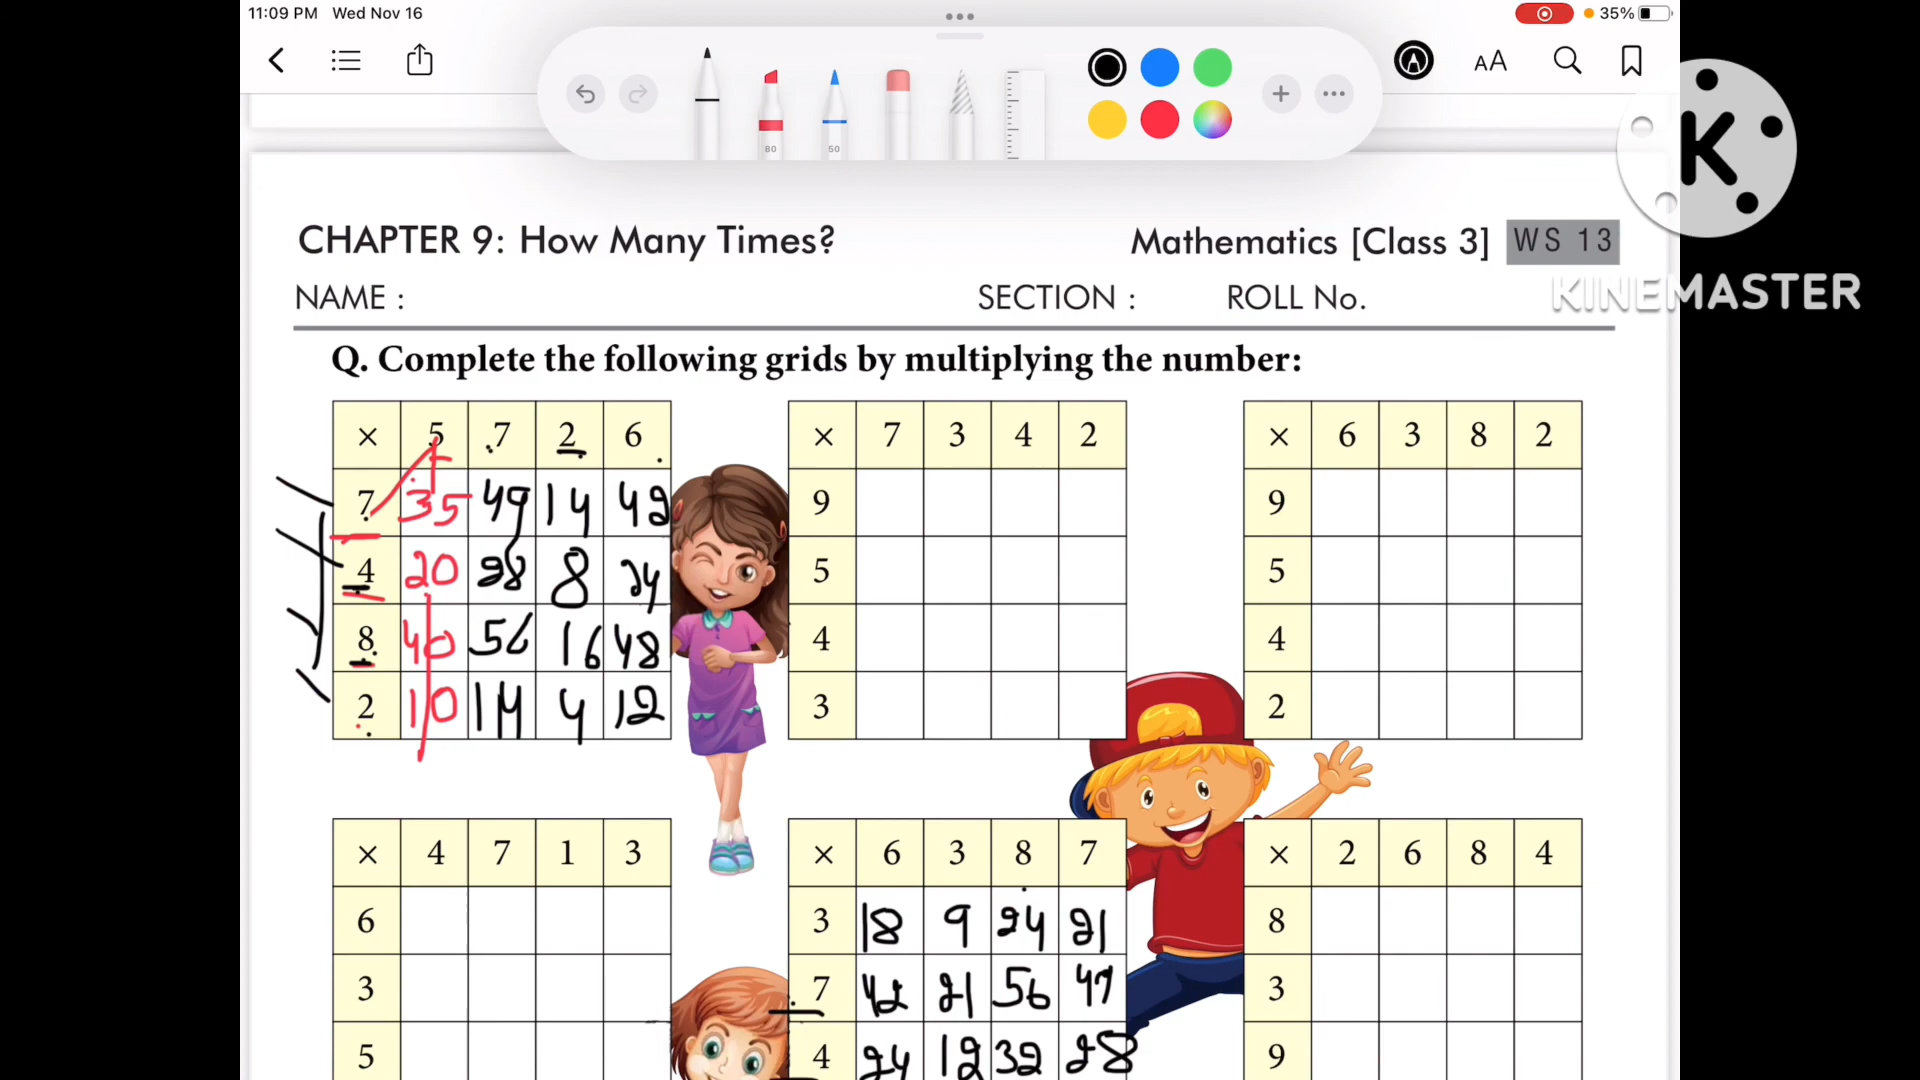 11:09 PM Wed Nov 16
35%
AA
80 50
K
KINEMASTER
CHAPTER 9: How Many Times? Mathematics [Class 3] WS 13
NAME : SECTION : ROLL No.
Q. Complete the following grids by multiplying the number:
× 5 7 2 6
7 35 49 14 42
4 20 28 8 24
8 40 56 16 48
2 10 14 4 12
× 7 3 4 2
9
5
4
3
× 6 3 8 2
9
5
4
2
× 4 7 1 3
6
3
5
× 6 3 8 7
3 18 9 24 21
7 42 21 56 49
4 24 12 32 28
× 2 6 8 4
8
3
9